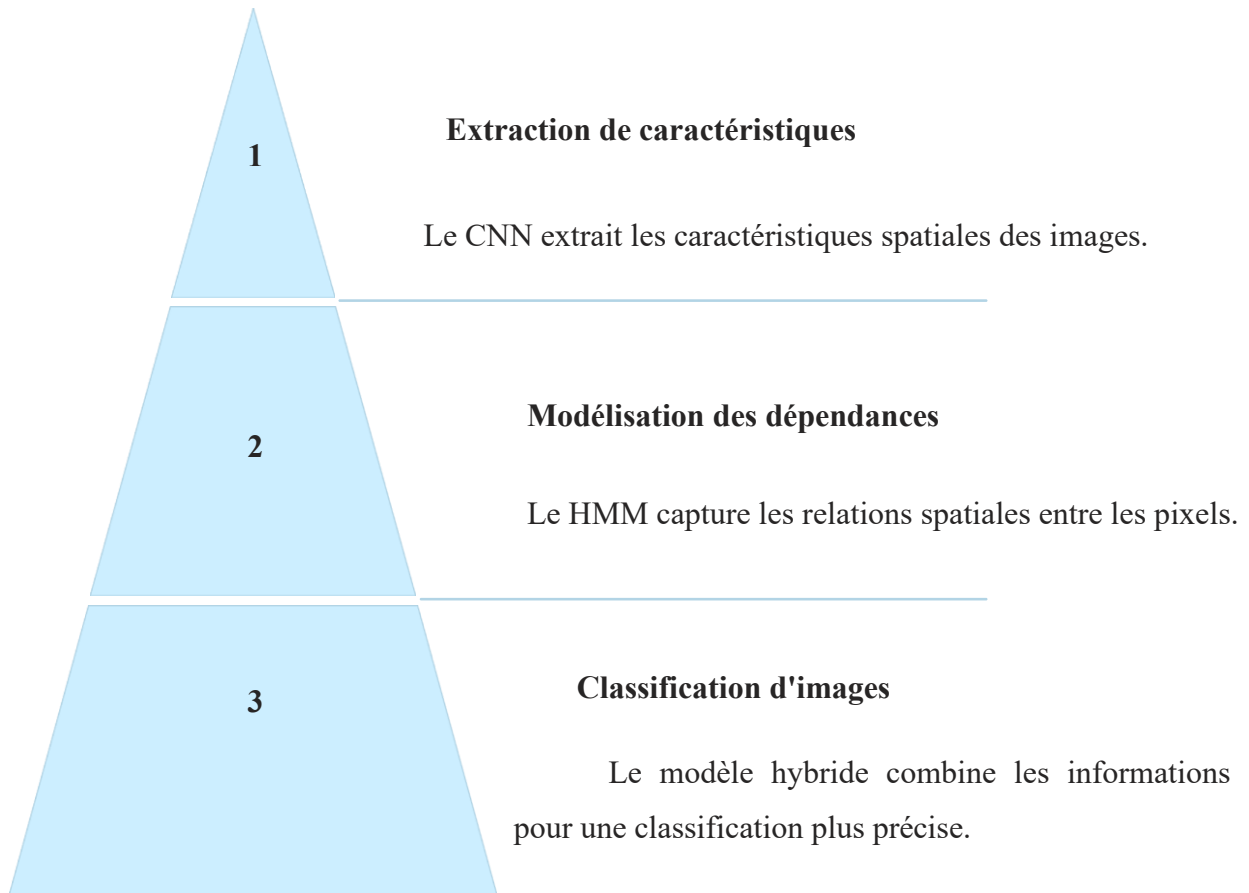 1
Extraction de caractéristiques
Le CNN extrait les caractéristiques spatiales des images.
2
Modélisation des dépendances
Le HMM capture les relations spatiales entre les pixels.
3
Classification d'images
Le modèle hybride combine les informations
pour une classification plus précise.